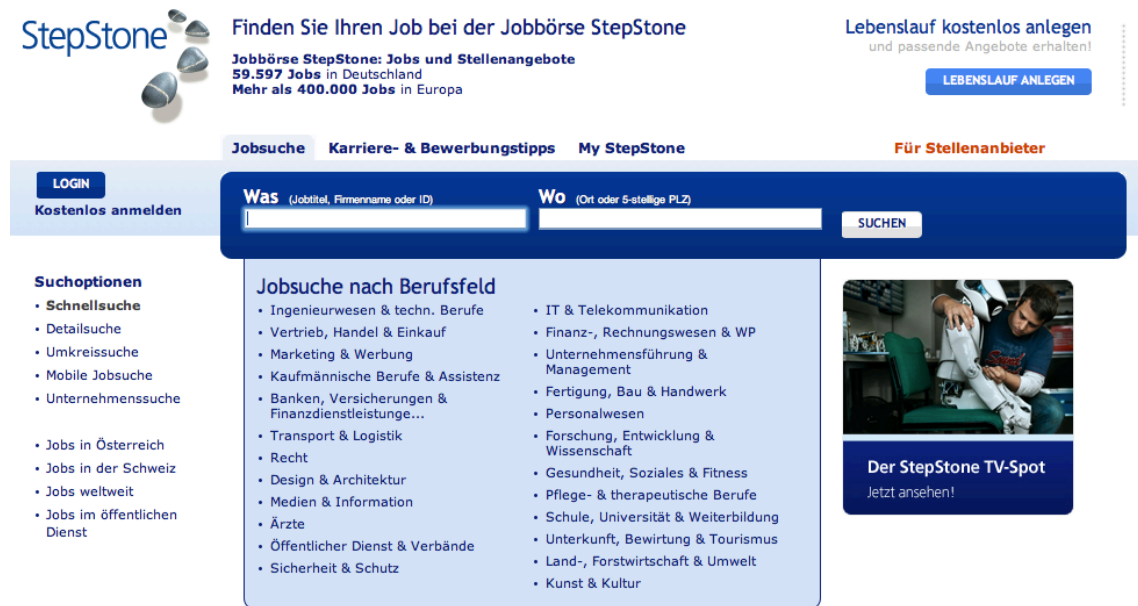 StepStone
Finden Sie Ihren Job bei der Jobbörse StepStone
Jobbörse StepStone: Jobs und Stellenangebote
59.597 Jobs in Deutschland
Mehr als 400.000 Jobs in Europa
Lebenslauf kostenlos anlegen
und passende Angebote erhalten!
LEBENSLAUF ANLEGEN
Jobsuche
Karriere- & Bewerbungstipps
My StepStone
Für Stellenanbieter
LOGIN
Kostenlos anmelden
Was (Jobtitel, Firmenname oder ID)
Wo (Ort oder 5-stellige PLZ)
SUCHEN
Suchoptionen
• Schnellsuche
• Detailsuche
• Umkreissuche
• Mobile Jobsuche
• Unternehmenssuche
• Jobs in Österreich
• Jobs in der Schweiz
• Jobs weltweit
• Jobs im öffentlichen
Dienst
Jobsuche nach Berufsfeld
• Ingenieurwesen & techn. Berufe
• Vertrieb, Handel & Einkauf
• Marketing & Werbung
• Kaufmännische Berufe & Assistenz
• Banken, Versicherungen &
Finanzdienstleistunge...
• Transport & Logistik
• Recht
• Design & Architektur
• Medien & Information
• Ärzte
• Öffentlicher Dienst & Verbände
• Sicherheit & Schutz
• IT & Telekommunikation
• Finanz-, Rechnungswesen & WP
• Unternehmensführung &
Management
• Fertigung, Bau & Handwerk
• Personalwesen
• Forschung, Entwicklung &
Wissenschaft
• Gesundheit, Soziales & Fitness
• Pflege- & therapeutische Berufe
• Schule, Universität & Weiterbildung
• Unterkunft, Bewirtung & Tourismus
• Land-, Forstwirtschaft & Umwelt
• Kunst & Kultur
Der StepStone TV-Spot
Jetzt ansehen!